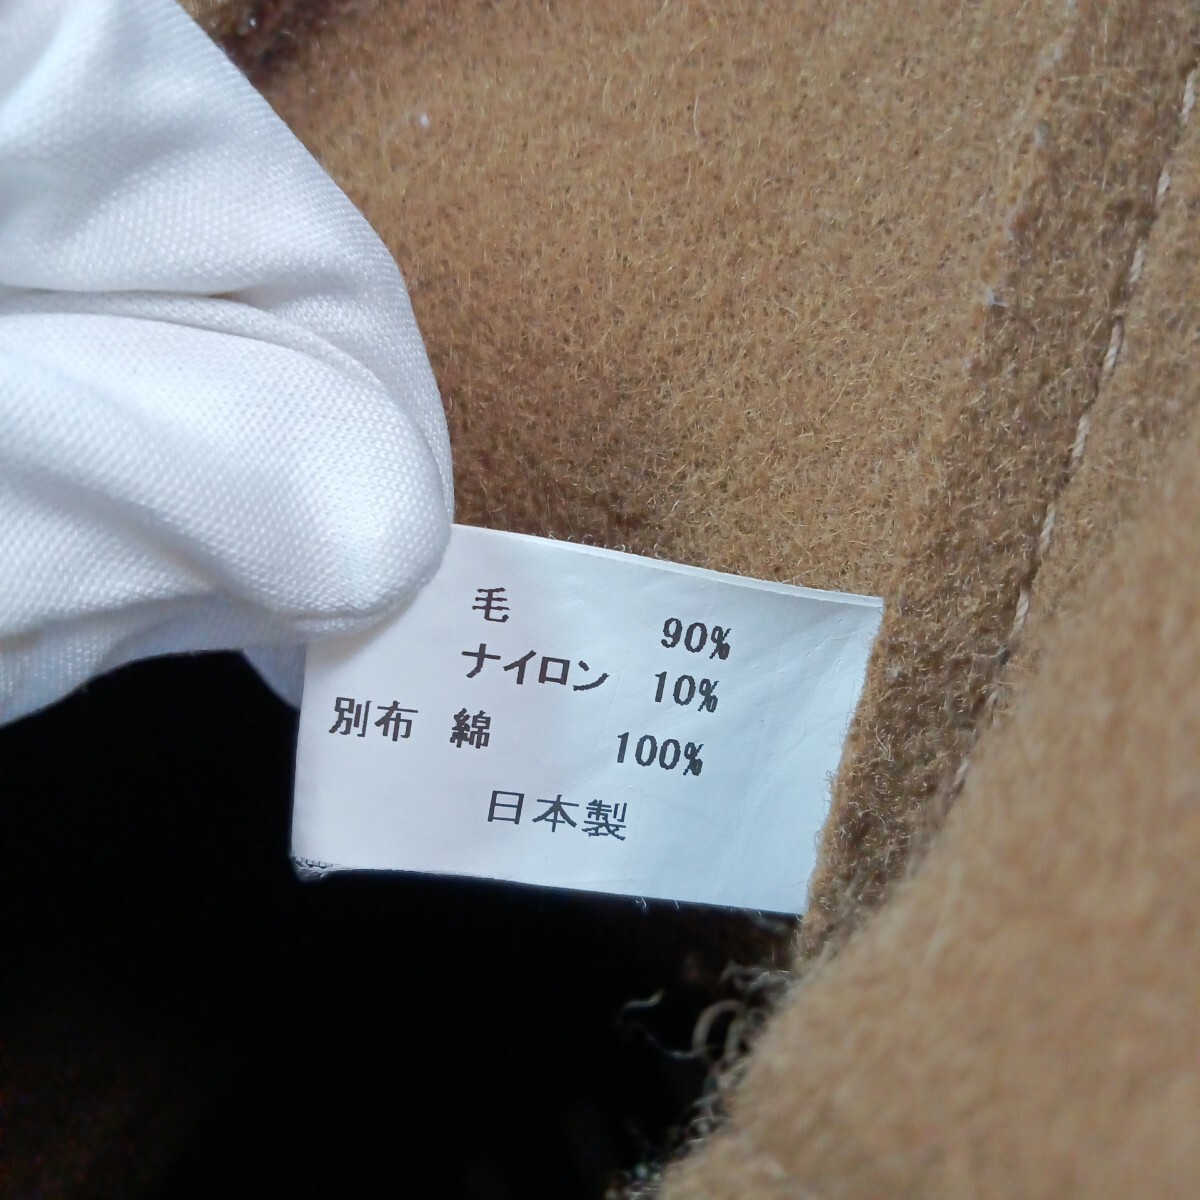 毛 90%
ナイロン 10%
別布 綿 100%
日本製